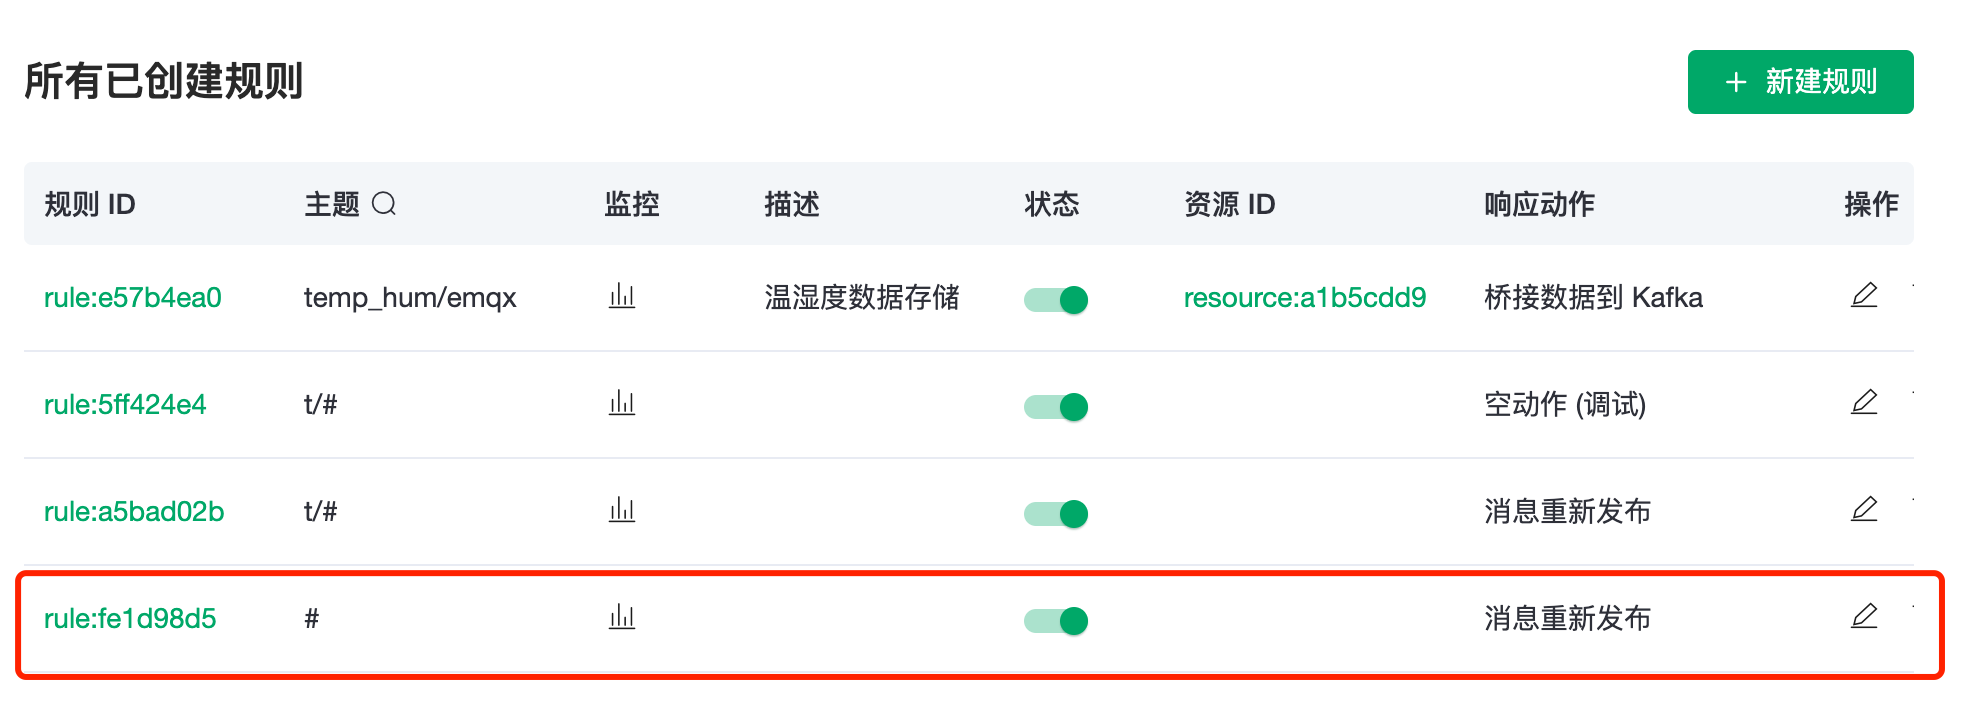 所有已创建规则
+ 新建规则
规则 ID 主题 监控 描述 状态 资源 ID 响应动作 操作
rule:e57b4ea0 temp_hum/emqx 温湿度数据存储 resource:a1b5cdd9 桥接数据到 Kafka
rule:5ff424e4 t/# 空动作 (调试)
rule:a5bad02b t/# 消息重新发布
rule:fe1d98d5 # 消息重新发布